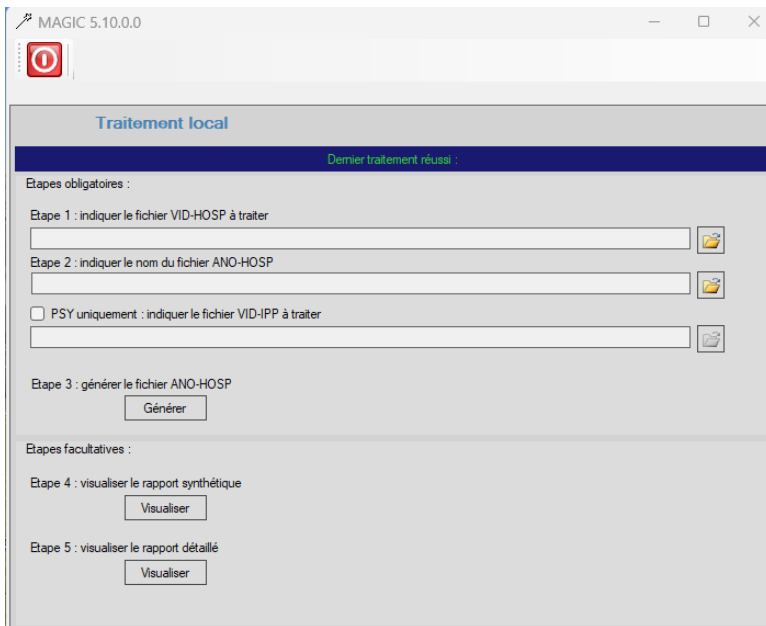 MAGIC 5.10.0.0
Traitement local
Dernier traitement réussi :
Etapes obligatoires :
Etape 1 : indiquer le fichier VID-HOSP à traiter
Etape 2 : indiquer le nom du fichier ANO-HOSP
PSY uniquement : indiquer le fichier VID-IPP à traiter
Etape 3 : générer le fichier ANO-HOSP
Générer
Etapes facultatives :
Etape 4 : visualiser le rapport synthétique
Visualiser
Etape 5 : visualiser le rapport détaillé
Visualiser